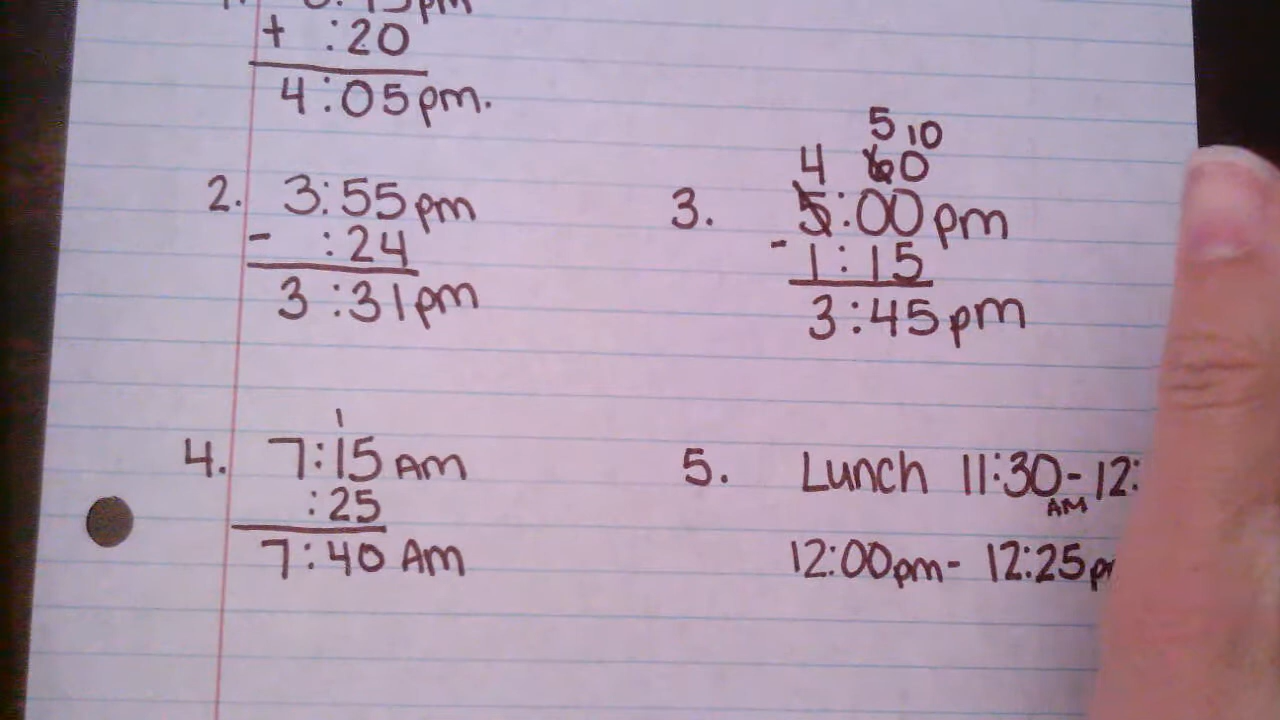 + :20
4:05pm.
2. 3:55pm
- :24
3:31pm
5 10
4 60
3. 5:00pm
- 1:15
3:45pm
1
4. 7:15 AM
:25
7:40 AM
5. Lunch 11:30-12:
AM
12:00pm- 12:25p